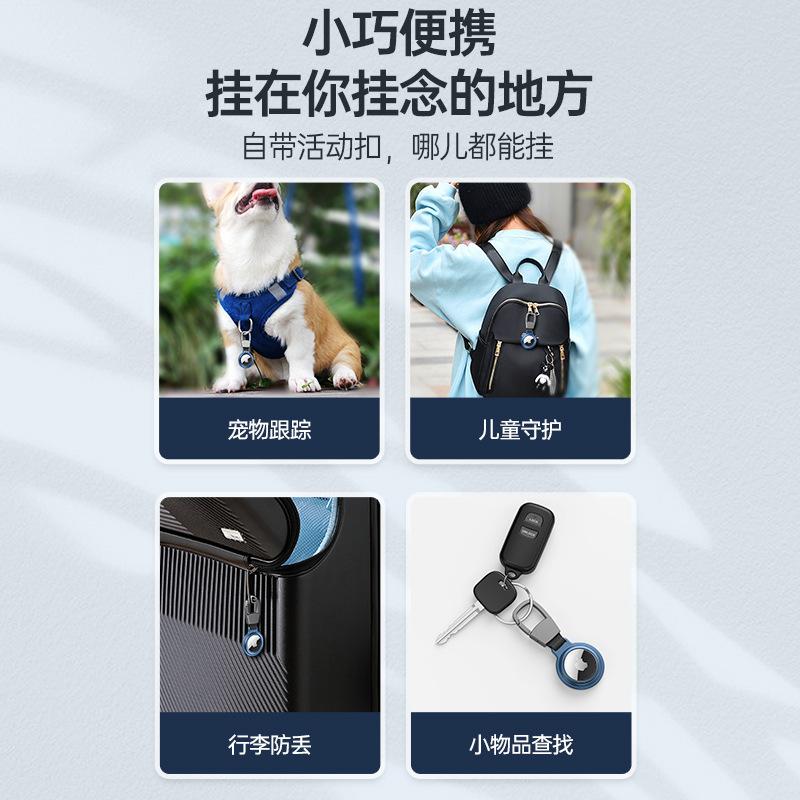 小巧便携
挂在你挂念的地方
自带活动扣，哪儿都能挂
宠物跟踪
儿童守护
行李防丢
小物品查找